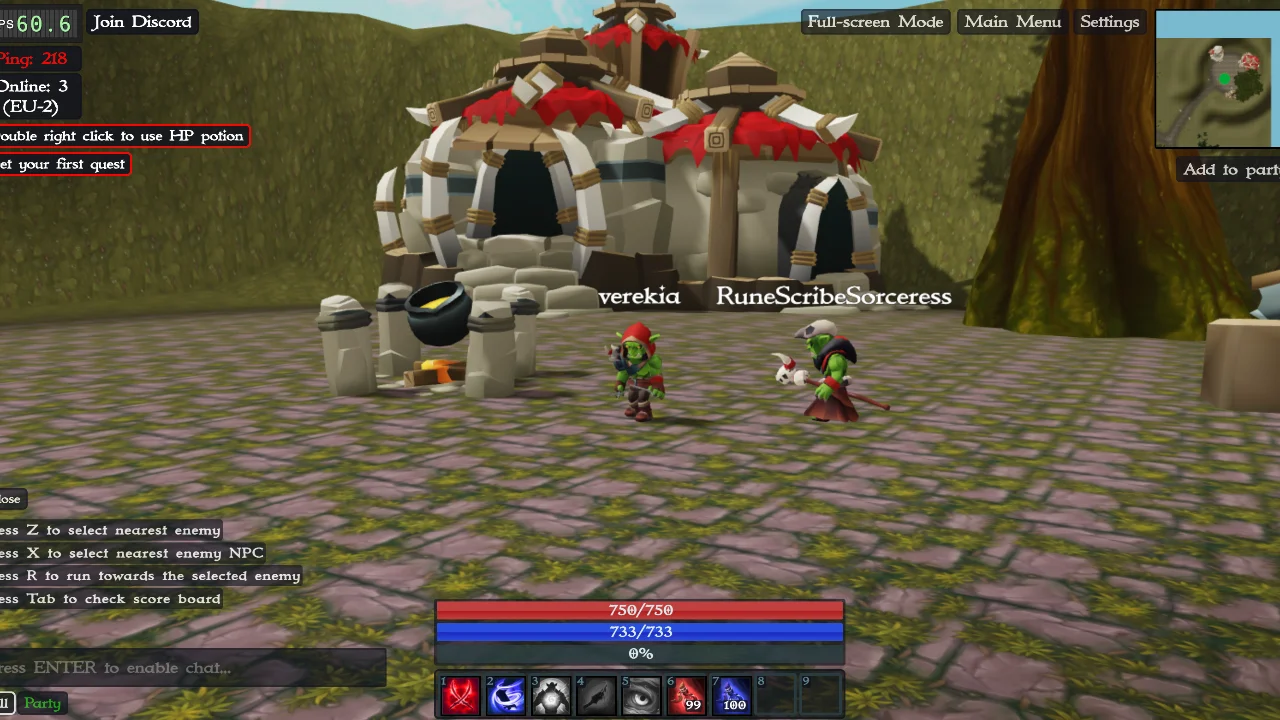 PS 60.6
Join Discord
Full-screen Mode
Main Menu
Settings
Ping: 218
Online: 3
(EU-2)
ouble right click to use HP potion
et your first quest
Add to part
verekia
RuneScribeSorceress
lose
ess Z to select nearest enemy
ess X to select nearest enemy NPC
ess R to run towards the selected enemy
ess Tab to check score board
ress ENTER to enable chat...
ll
Party
750/750
733/733
0%
1 2 3 4 5 6 7 8 9
99 100